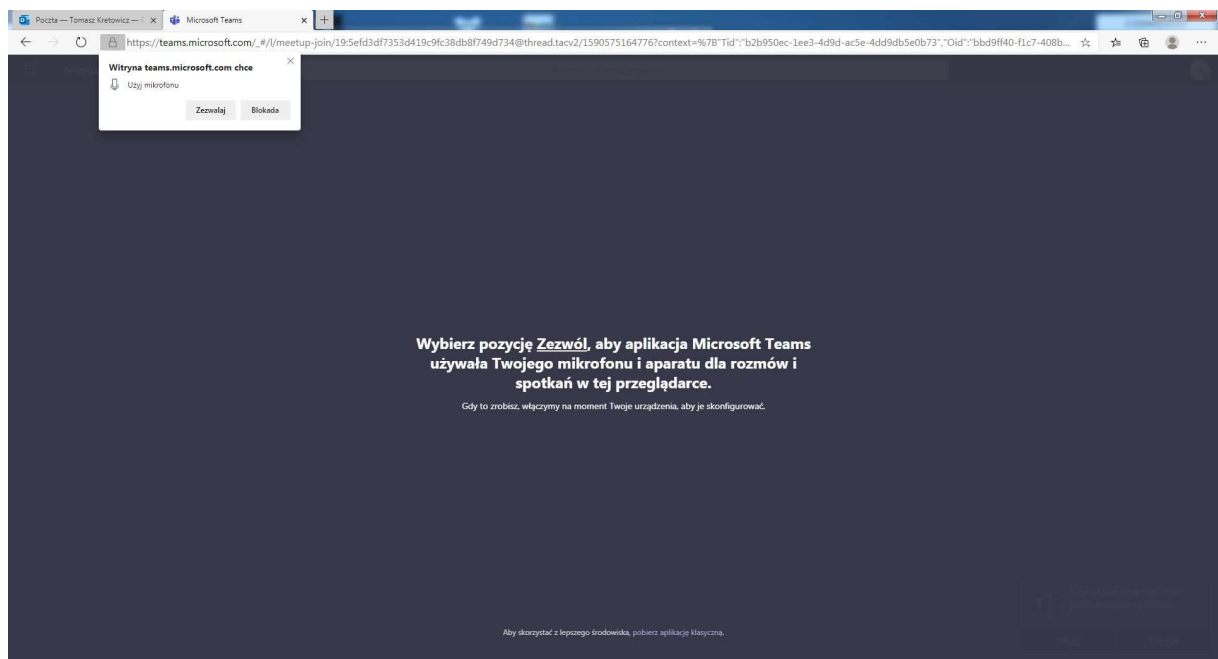 Poczta — Tomasz Kretowicz —
Microsoft Teams
https://teams.microsoft.com/_#/l/meetup-join/19:5efd3df7353d419c9fc38db8f749d734@thread.tacv2/1590575164776?context=%7B"Tid":"b2b950ec-1ee3-4d9d-ac5e-4dd9db5e0b73","Oid":"bbd9ff40-f1c7-408b...
Witryna teams.microsoft.com chce
Użyj mikrofonu
Zezwalaj Blokada
Wybierz pozycję Zezwól, aby aplikacja Microsoft Teams
używała Twojego mikrofonu i aparatu dla rozmów i
spotkań w tej przeglądarce.
Gdy to zrobisz, włączymy na moment Twoje urządzenia, aby je skonfigurować.
Aby skorzystać z lepszego środowiska, pobierz aplikację klasyczną.